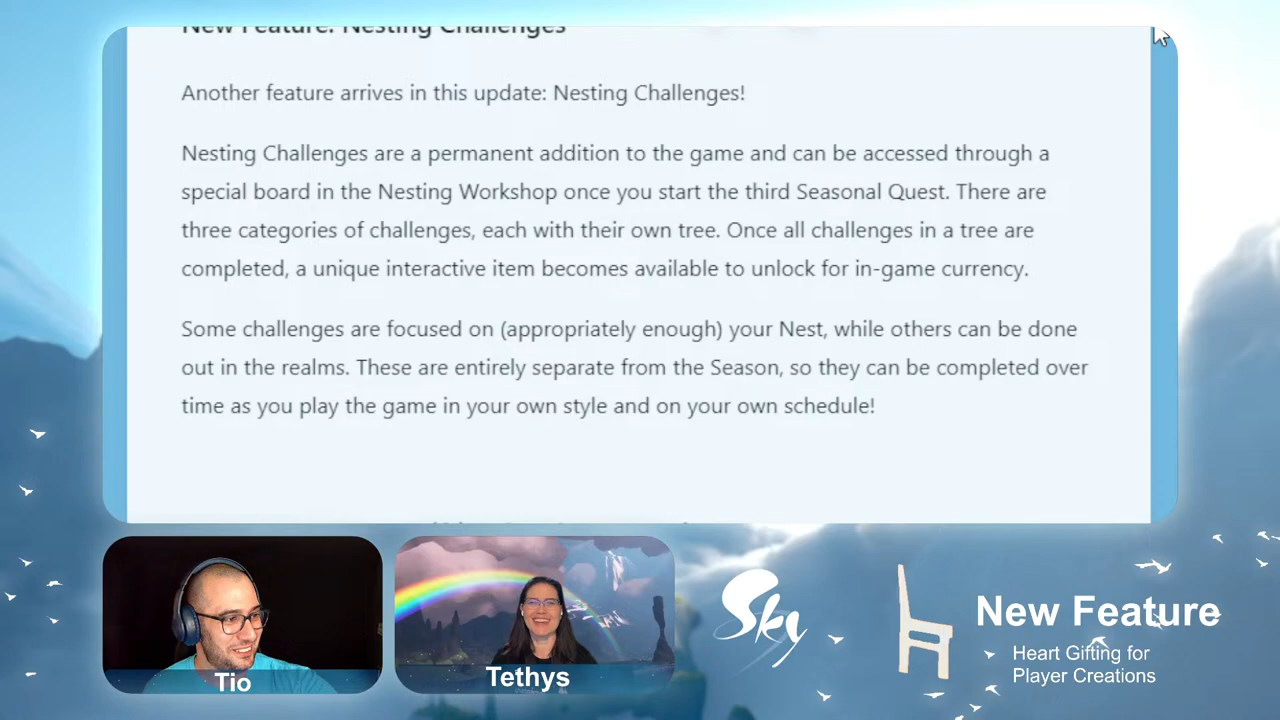 New Feature: Nesting Challenges
Another feature arrives in this update: Nesting Challenges!
Nesting Challenges are a permanent addition to the game and can be accessed through a
special board in the Nesting Workshop once you start the third Seasonal Quest. There are
three categories of challenges, each with their own tree. Once all challenges in a tree are
completed, a unique interactive item becomes available to unlock for in-game currency.
Some challenges are focused on (appropriately enough) your Nest, while others can be done
out in the realms. These are entirely separate from the Season, so they can be completed over
time as you play the game in your own style and on your own schedule!
Tio
Tethys
Sky
New Feature
Heart Gifting for
Player Creations